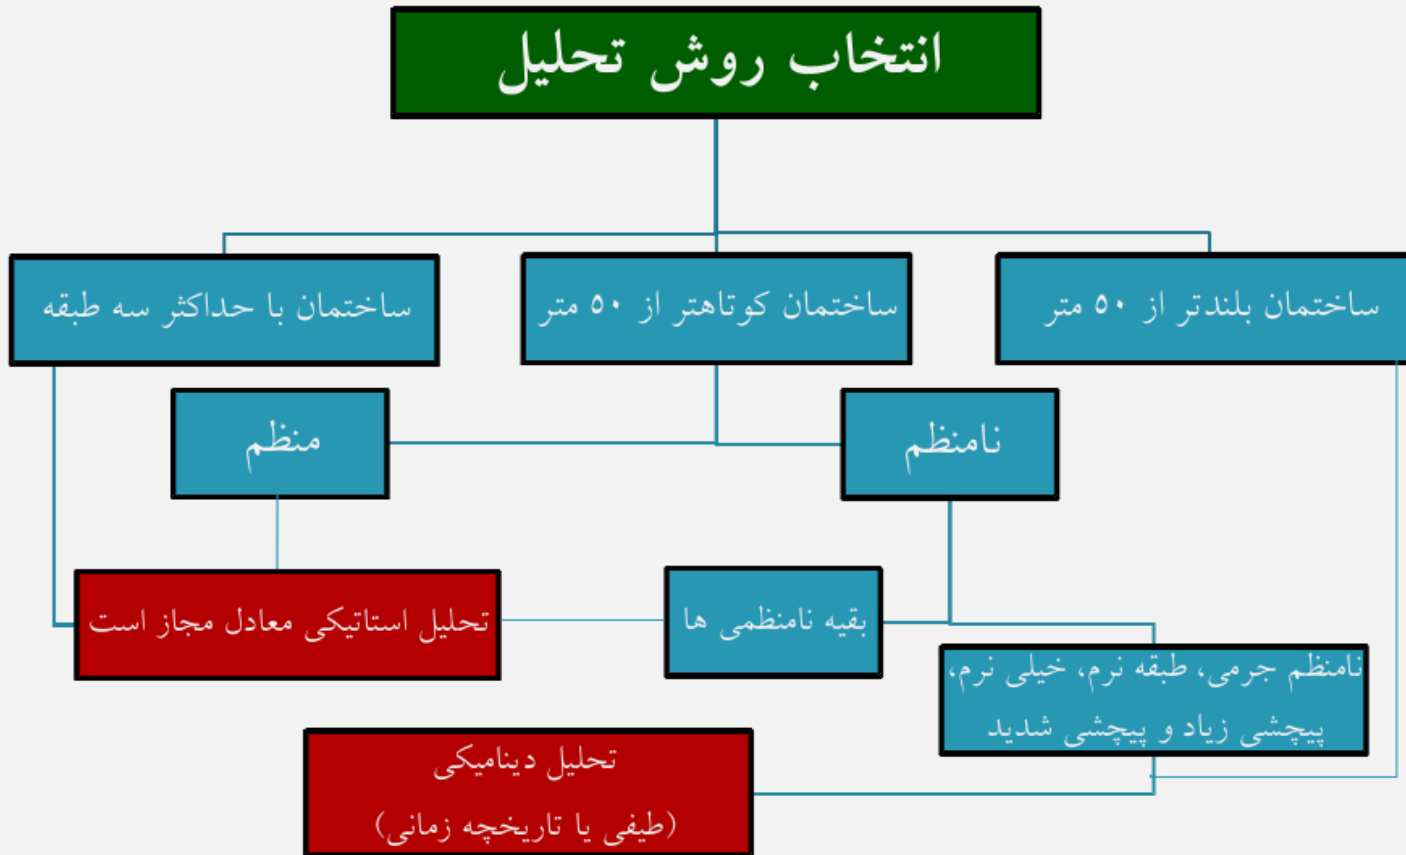 انتخاب روش تحلیل
ساختمان بلندتر از ۵۰ متر
ساختمان کوتاهتر از ۵۰ متر
ساختمان با حداکثر سه طبقه
نامنظم
منظم
بقیه نامنظمی ها
تحلیل استاتیکی معادل مجاز است
نامنظم جرمی، طبقه نرم، خیلی نرم،
پیچشی زیاد و پیچشی شدید
تحلیل دینامیکی
(طیفی یا تاریخچه زمانی)